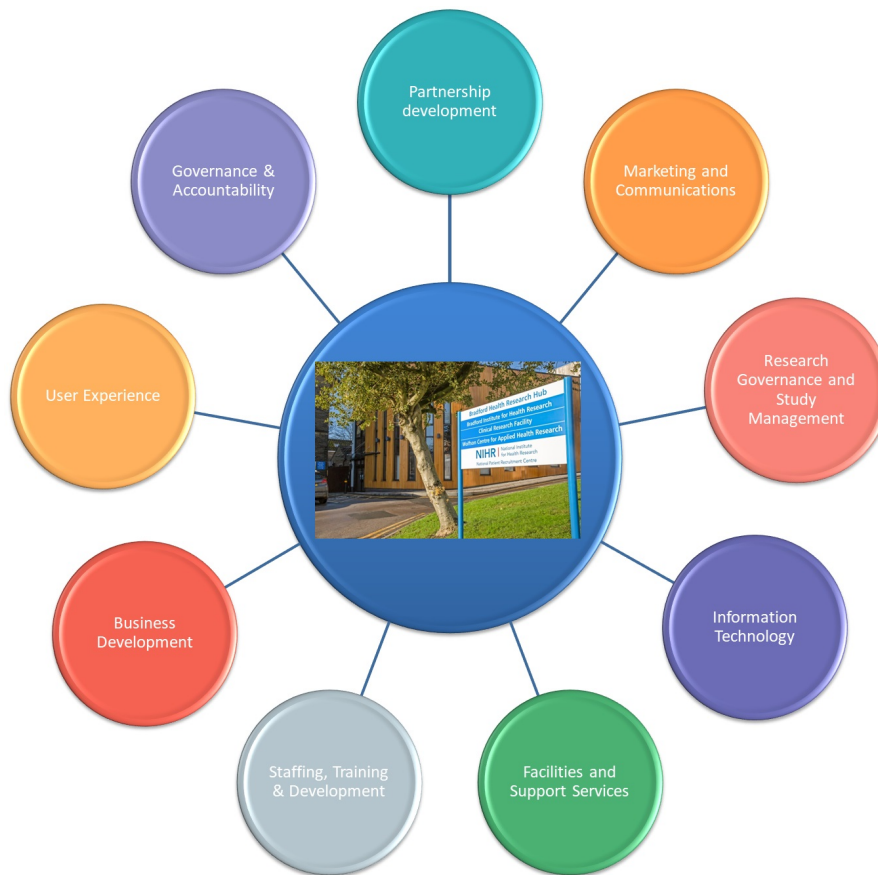 Partnership
development
Marketing and
Communications
Research
Governance and
Study
Management
Information
Technology
Facilities and
Support Services
Staffing, Training
& Development
Business
Development
User Experience
Governance &
Accountability
Bradford Health Research Hub
Bradford Institute for Health Research
Clinical Research Facility
Wolfson Centre for Applied Health Research
NIHR | National Institute
for Health Research
National Patient Recruitment Centre